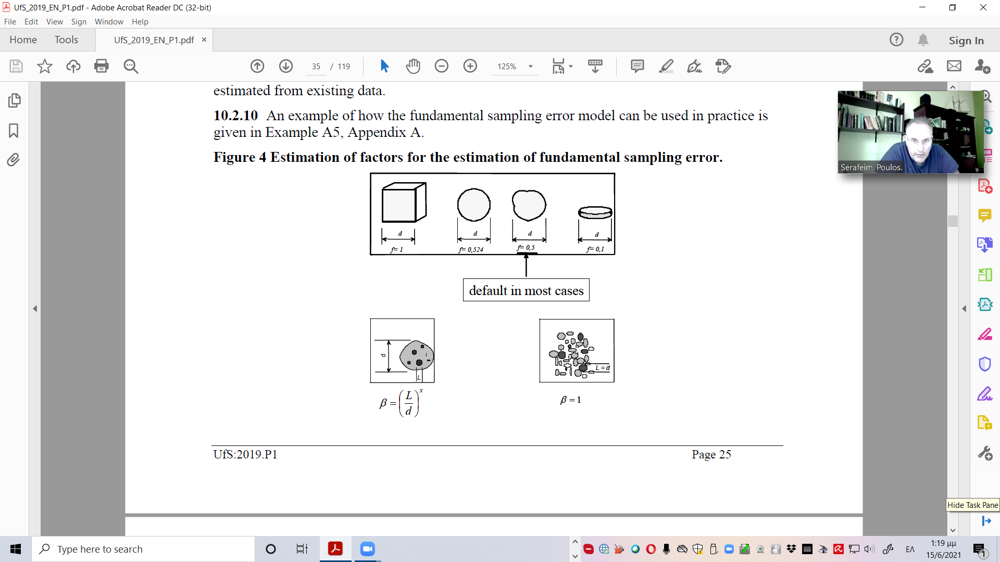 UfS_2019_EN_P1.pdf - Adobe Acrobat Reader DC (32-bit)
File Edit View Sign Window Help
Home Tools UfS_2019_EN_P1.pdf × Sign In
35 / 119 125%
estimated from existing data.
10.2.10 An example of how the fundamental sampling error model can be used in practice is
given in Example A5, Appendix A.
Figure 4 Estimation of factors for the estimation of fundamental sampling error.
Serafeim. Poulos.
d d d d
f= 1 f= 0,524 f= 0,5 f= 0,1
default in most cases
d
L
L = d
β = (L/d)^x
β = 1
UfS:2019.P1 Page 25
Hide Task Pane
Type here to search
SSD
ΕΛ
1:19 μμ
15/6/2021
1